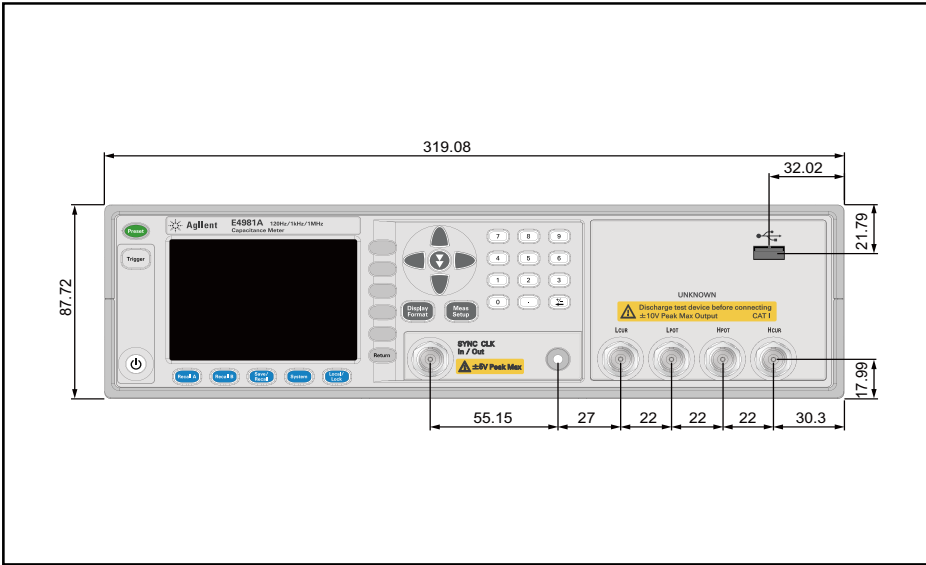 319.08
32.02
87.72
21.79
Preset
Agilent
E4981A 120Hz/1kHz/1MHz
Capacitance Meter
Trigger
7 8 9
4 5 6
1 2 3
0 . +/-
Display
Format
Meas
Setup
UNKNOWN
Discharge test device before connecting
±10V Peak Max Output CAT I
LCUR LPOT HPOT HCUR
SYNC CLK
In / Out
±5V Peak Max
Return
Recall A
Recall B
Save/
Recall
System
Local/
Lock
17.99
55.15
27
22
22
22
30.3